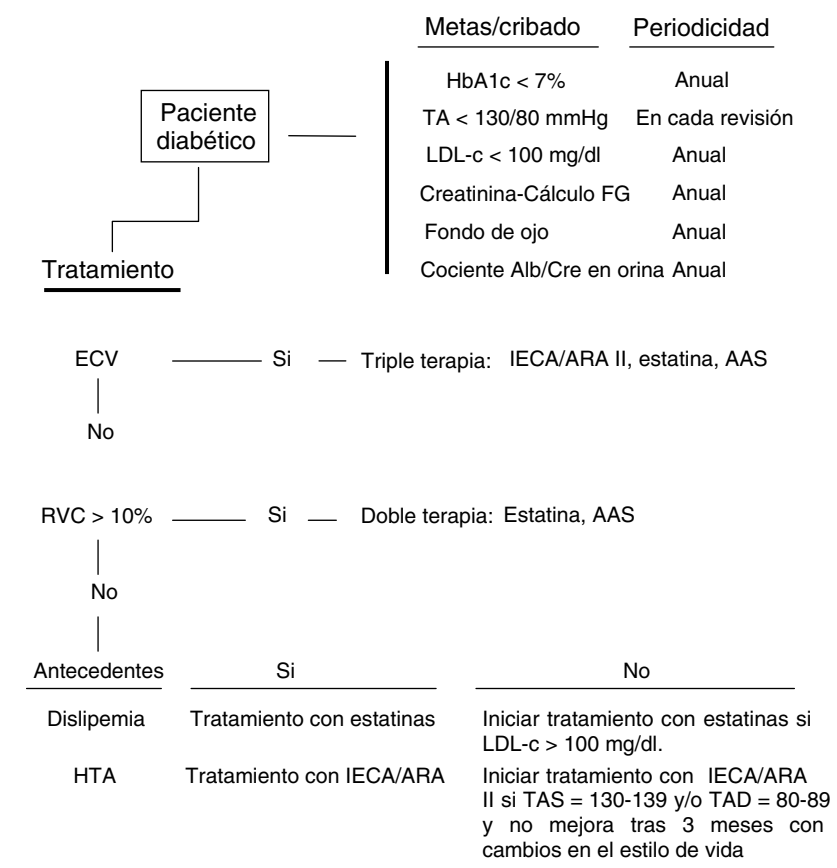 Metas/cribado Periodicidad
HbA1c < 7% Anual
Paciente diabético
TA < 130/80 mmHg En cada revisión
LDL-c < 100 mg/dl Anual
Creatinina-Cálculo FG Anual
Fondo de ojo Anual
Cociente Alb/Cre en orina Anual
Tratamiento
ECV Si Triple terapia: IECA/ARA II, estatina, AAS
No
RVC > 10% Si Doble terapia: Estatina, AAS
No
Antecedentes Si No
Dislipemia Tratamiento con estatinas Iniciar tratamiento con estatinas si
LDL-c > 100 mg/dl.
HTA Tratamiento con IECA/ARA Iniciar tratamiento con IECA/ARA
II si TAS = 130-139 y/o TAD = 80-89
y no mejora tras 3 meses con
cambios en el estilo de vida